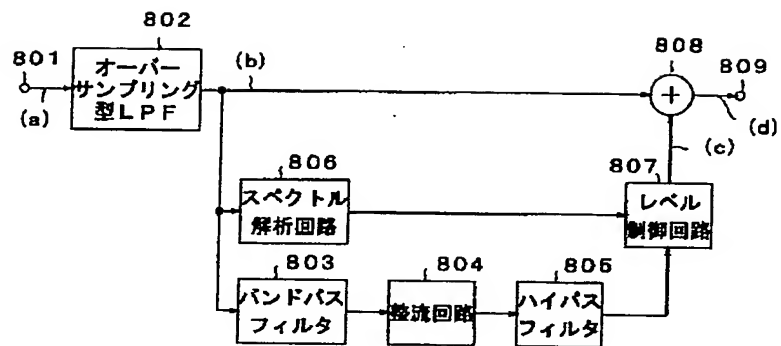 801
(a)
802
オーバー
サンプリング
型LPF
(b)
808
+
809
(d)
(c)
806
スペクトル
解析回路
807
レベル
制御回路
803
バンドパス
フィルタ
804
整流回路
805
ハイパス
フィルタ